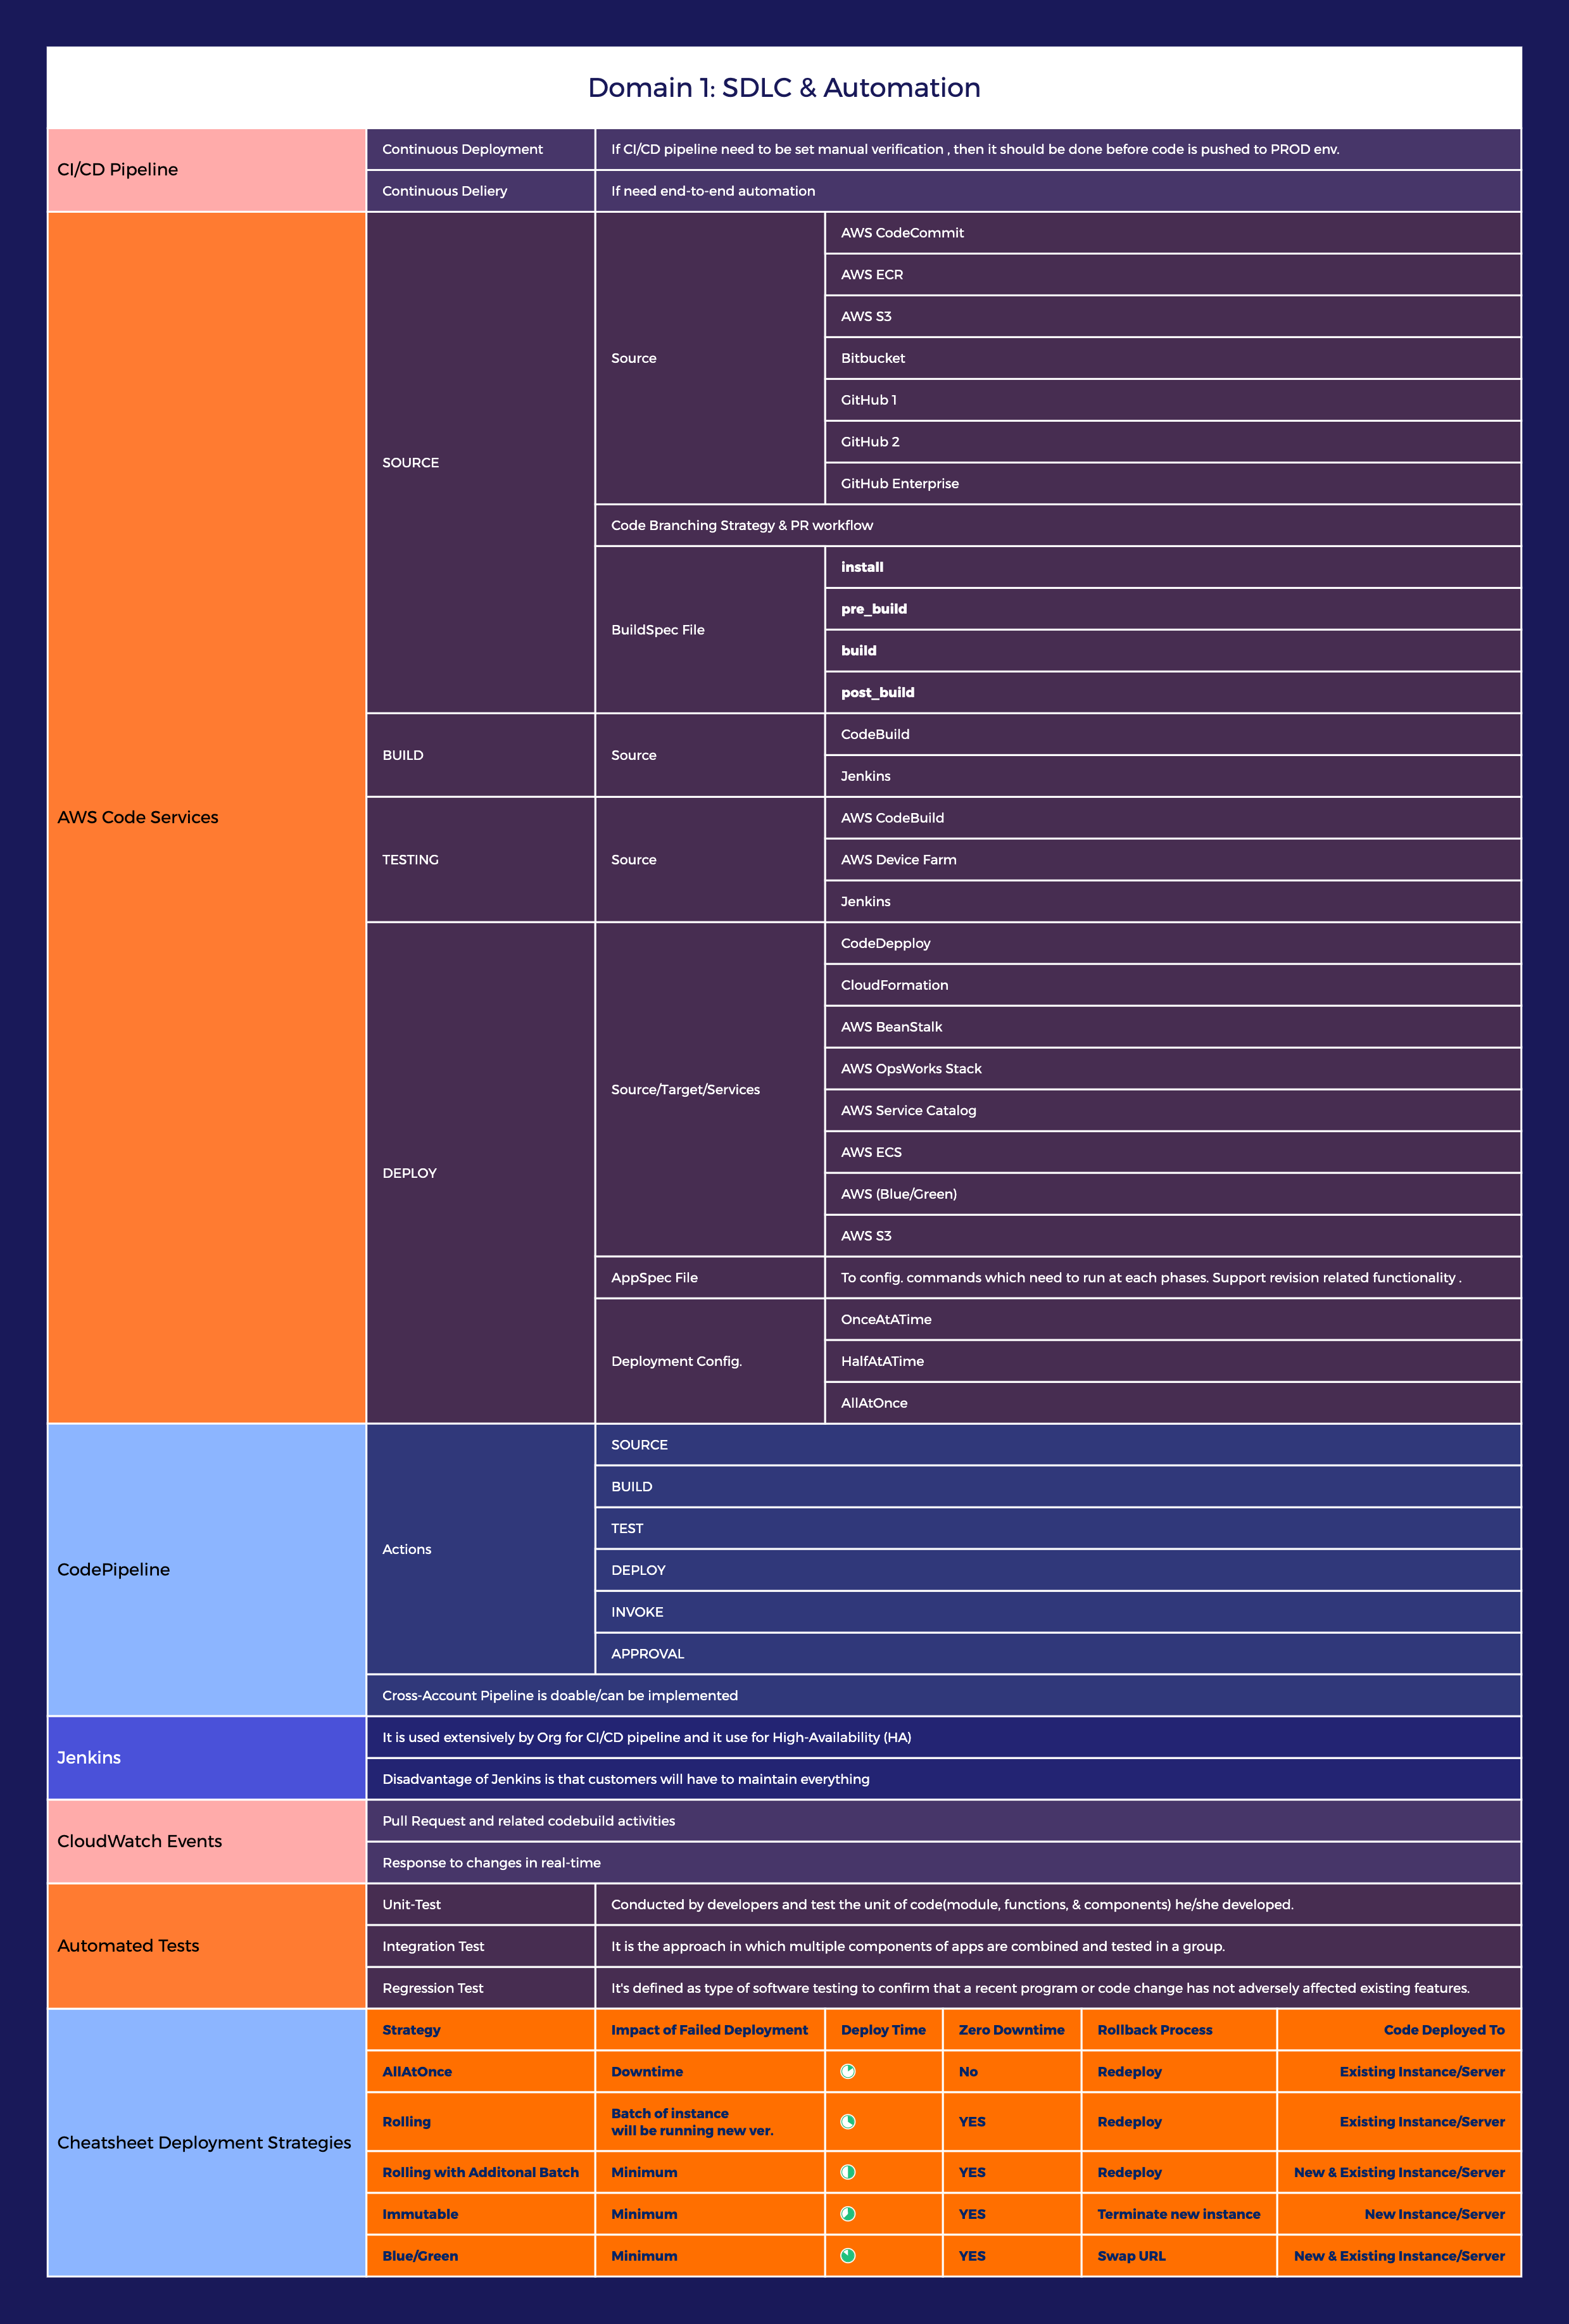 Domain 1: SDLC & Automation
CI/CD Pipeline
Continuous Deployment
If CI/CD pipeline need to be set manual verification , then it should be done before code is pushed to PROD env.
Continuous Deliery
If need end-to-end automation
AWS Code Services
SOURCE
Source
AWS CodeCommit
AWS ECR
AWS S3
Bitbucket
GitHub 1
GitHub 2
GitHub Enterprise
Code Branching Strategy & PR workflow
BuildSpec File
install
pre_build
build
post_build
BUILD
Source
CodeBuild
Jenkins
TESTING
Source
AWS CodeBuild
AWS Device Farm
Jenkins
DEPLOY
Source/Target/Services
CodeDepploy
CloudFormation
AWS BeanStalk
AWS OpsWorks Stack
AWS Service Catalog
AWS ECS
AWS (Blue/Green)
AWS S3
AppSpec File
To config. commands which need to run at each phases. Support revision related functionality .
Deployment Config.
OnceAtATime
HalfAtATime
AllAtOnce
CodePipeline
Actions
SOURCE
BUILD
TEST
DEPLOY
INVOKE
APPROVAL
Cross-Account Pipeline is doable/can be implemented
Jenkins
It is used extensively by Org for CI/CD pipeline and it use for High-Availability (HA)
Disadvantage of Jenkins is that customers will have to maintain everything
CloudWatch Events
Pull Request and related codebuild activities
Response to changes in real-time
Automated Tests
Unit-Test
Conducted by developers and test the unit of code(module, functions, & components) he/she developed.
Integration Test
It is the approach in which multiple components of apps are combined and tested in a group.
Regression Test
It's defined as type of software testing to confirm that a recent program or code change has not adversely affected existing features.
Cheatsheet Deployment Strategies
Strategy
Impact of Failed Deployment
Deploy Time
Zero Downtime
Rollback Process
Code Deployed To
AllAtOnce
Downtime
No
Redeploy
Existing Instance/Server
Rolling
Batch of instance
will be running new ver.
YES
Redeploy
Existing Instance/Server
Rolling with Additonal Batch
Minimum
YES
Redeploy
New & Existing Instance/Server
Immutable
Minimum
YES
Terminate new instance
New Instance/Server
Blue/Green
Minimum
YES
Swap URL
New & Existing Instance/Server